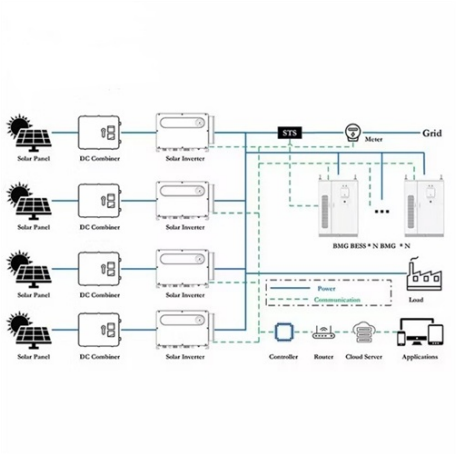 STS
Meter
Grid
Solar Panel
DC Combiner
Solar Inverter
Solar Panel
DC Combiner
Solar Inverter
BMG BESS * N BMG * N
Solar Panel
DC Combiner
Solar Inverter
Power
Communication
Load
Solar Panel
DC Combiner
Solar Inverter
Controller
Router
Cloud Server
Applications